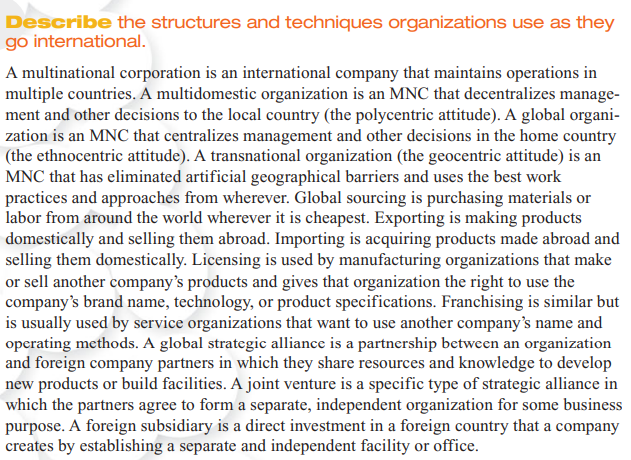 Describe the structures and techniques organizations use as they
go international.
A multinational corporation is an international company that maintains operations in
multiple countries. A multidomestic organization is an MNC that decentralizes manage-
ment and other decisions to the local country (the polycentric attitude). A global organi-
zation is an MNC that centralizes management and other decisions in the home country
(the ethnocentric attitude). A transnational organization (the geocentric attitude) is an
MNC that has eliminated artificial geographical barriers and uses the best work
practices and approaches from wherever. Global sourcing is purchasing materials or
labor from around the world wherever it is cheapest. Exporting is making products
domestically and selling them abroad. Importing is acquiring products made abroad and
selling them domestically. Licensing is used by manufacturing organizations that make
or sell another company's products and gives that organization the right to use the
company's brand name, technology, or product specifications. Franchising is similar but
is usually used by service organizations that want to use another company's name and
operating methods. A global strategic alliance is a partnership between an organization
and foreign company partners in which they share resources and knowledge to develop
new products or build facilities. A joint venture is a specific type of strategic alliance in
which the partners agree to form a separate, independent organization for some business
purpose. A foreign subsidiary is a direct investment in a foreign country that a company
creates by establishing a separate and independent facility or office.